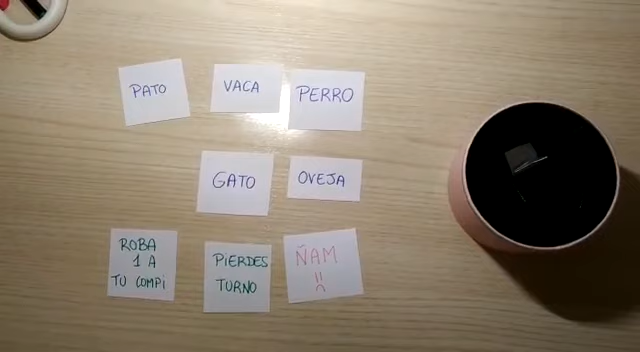 PATO
VACA
PERRO
GATO
OVEJA
ROBA
1 A
TU COMPI
PIERDES
TURNO
ÑAM